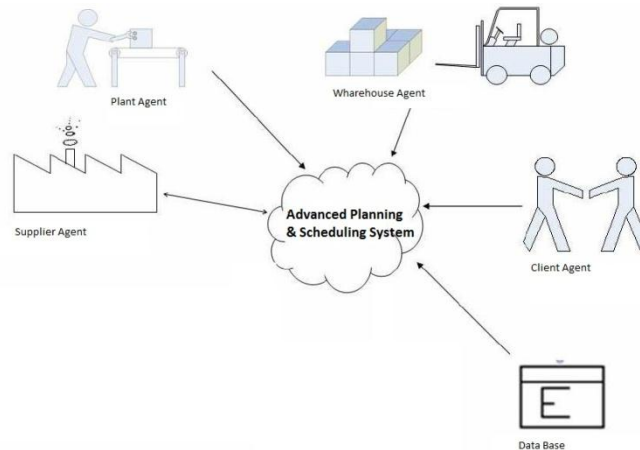 Plant Agent
Wharehouse Agent
Supplier Agent
Advanced Planning
& Scheduling System
Client Agent
E
Data Base